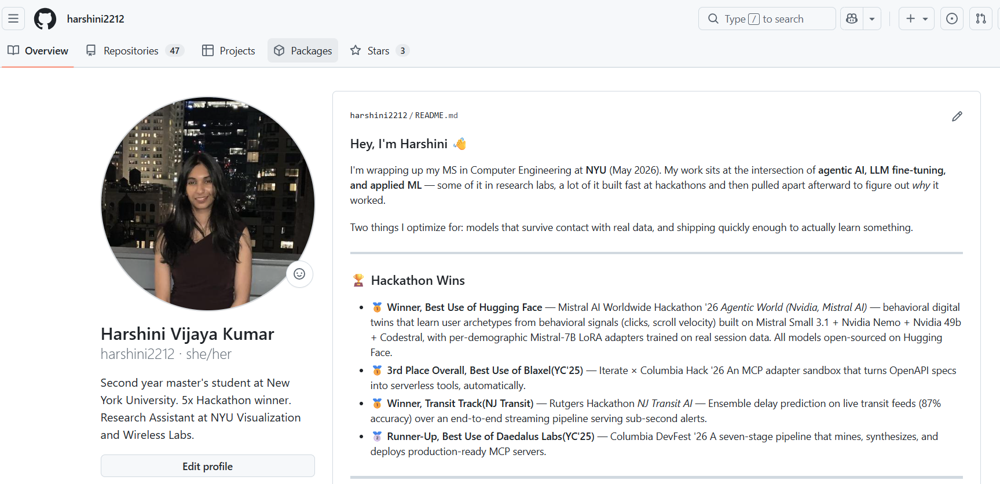 harshini2212
Type / to search
Overview
Repositories 47
Projects
Packages
Stars 3
harshini2212 / README.md
Hey, I'm Harshini 👋
I'm wrapping up my MS in Computer Engineering at NYU (May 2026). My work sits at the intersection of agentic AI, LLM fine-tuning,
and applied ML — some of it in research labs, a lot of it built fast at hackathons and then pulled apart afterward to figure out why it
worked.
Two things I optimize for: models that survive contact with real data, and shipping quickly enough to actually learn something.
🏆 Hackathon Wins
• 🥇 Winner, Best Use of Hugging Face — Mistral AI Worldwide Hackathon '26 Agentic World (Nvidia, Mistral AI) — behavioral digital
twins that learn user archetypes from behavioral signals (clicks, scroll velocity) built on Mistral Small 3.1 + Nvidia Nemo + Nvidia 49b
+ Codestral, with per-demographic Mistral-7B LoRA adapters trained on real session data. All models open-sourced on Hugging
Face.
• 🥇 3rd Place Overall, Best Use of Blaxel(YC'25) — Iterate × Columbia Hack '26 An MCP adapter sandbox that turns OpenAPI specs
into serverless tools, automatically.
• 🥇 Winner, Transit Track(NJ Transit) — Rutgers Hackathon NJ Transit AI — Ensemble delay prediction on live transit feeds (87%
accuracy) over an end-to-end streaming pipeline serving sub-second alerts.
• 🥈 Runner-Up, Best Use of Daedalus Labs(YC'25) — Columbia DevFest '26 A seven-stage pipeline that mines, synthesizes, and
deploys production-ready MCP servers.
Harshini Vijaya Kumar
harshini2212 · she/her
Second year master's student at New
York University. 5x Hackathon winner.
Research Assistant at NYU Visualization
and Wireless Labs.
Edit profile